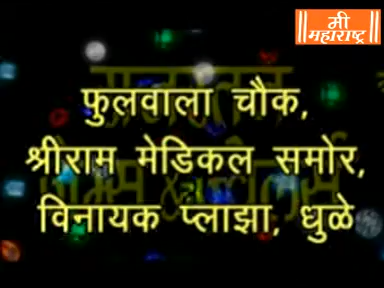 ॥मी॥
महाराष्ट्र
फुलवाला चौक,
श्रीराम मेडिकल समोर,
विनायक प्लाझा, धुळे